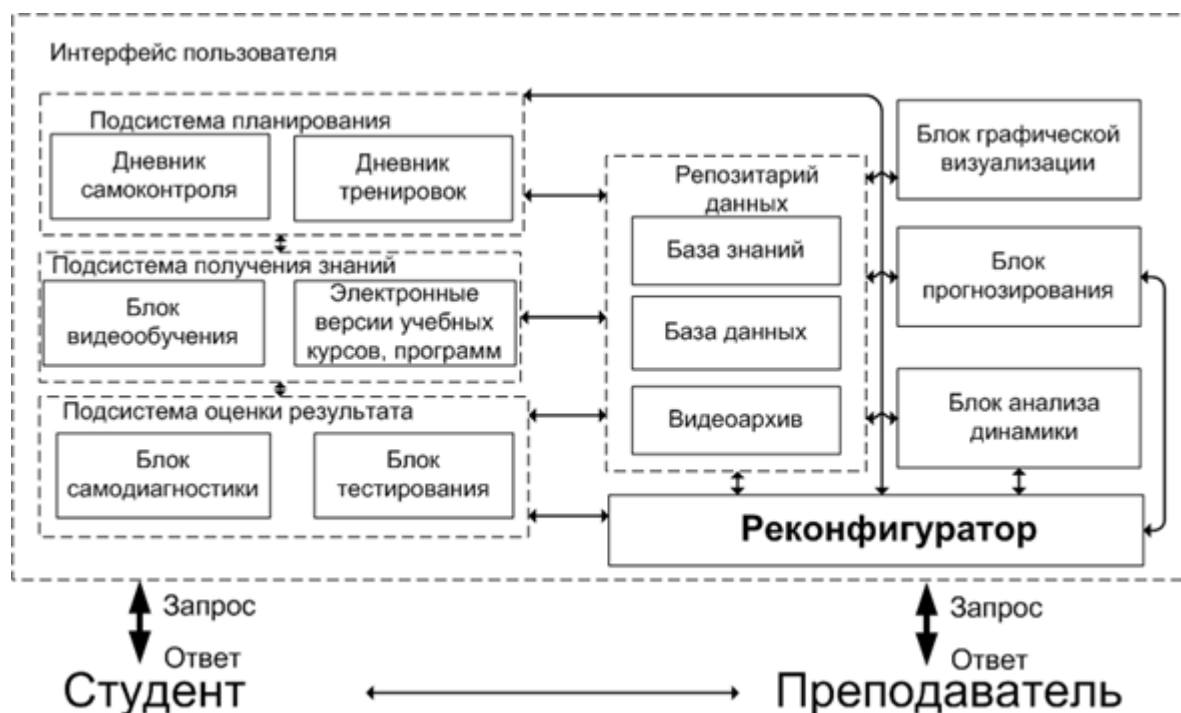 Интерфейс пользователя
Подсистема планирования
Дневник
самоконтроля
Дневник
тренировок
Подсистема получения знаний
Блок
видеообучения
Электронные
версии учебных
курсов, программ
Подсистема оценки результата
Блок
самодиагностики
Блок
тестирования
Репозитарий
данных
База знаний
База данных
Видеоархив
Блок графической
визуализации
Блок
прогнозирования
Блок анализа
динамики
Реконфигуратор
Запрос
Ответ
Студент
Запрос
Ответ
Преподаватель